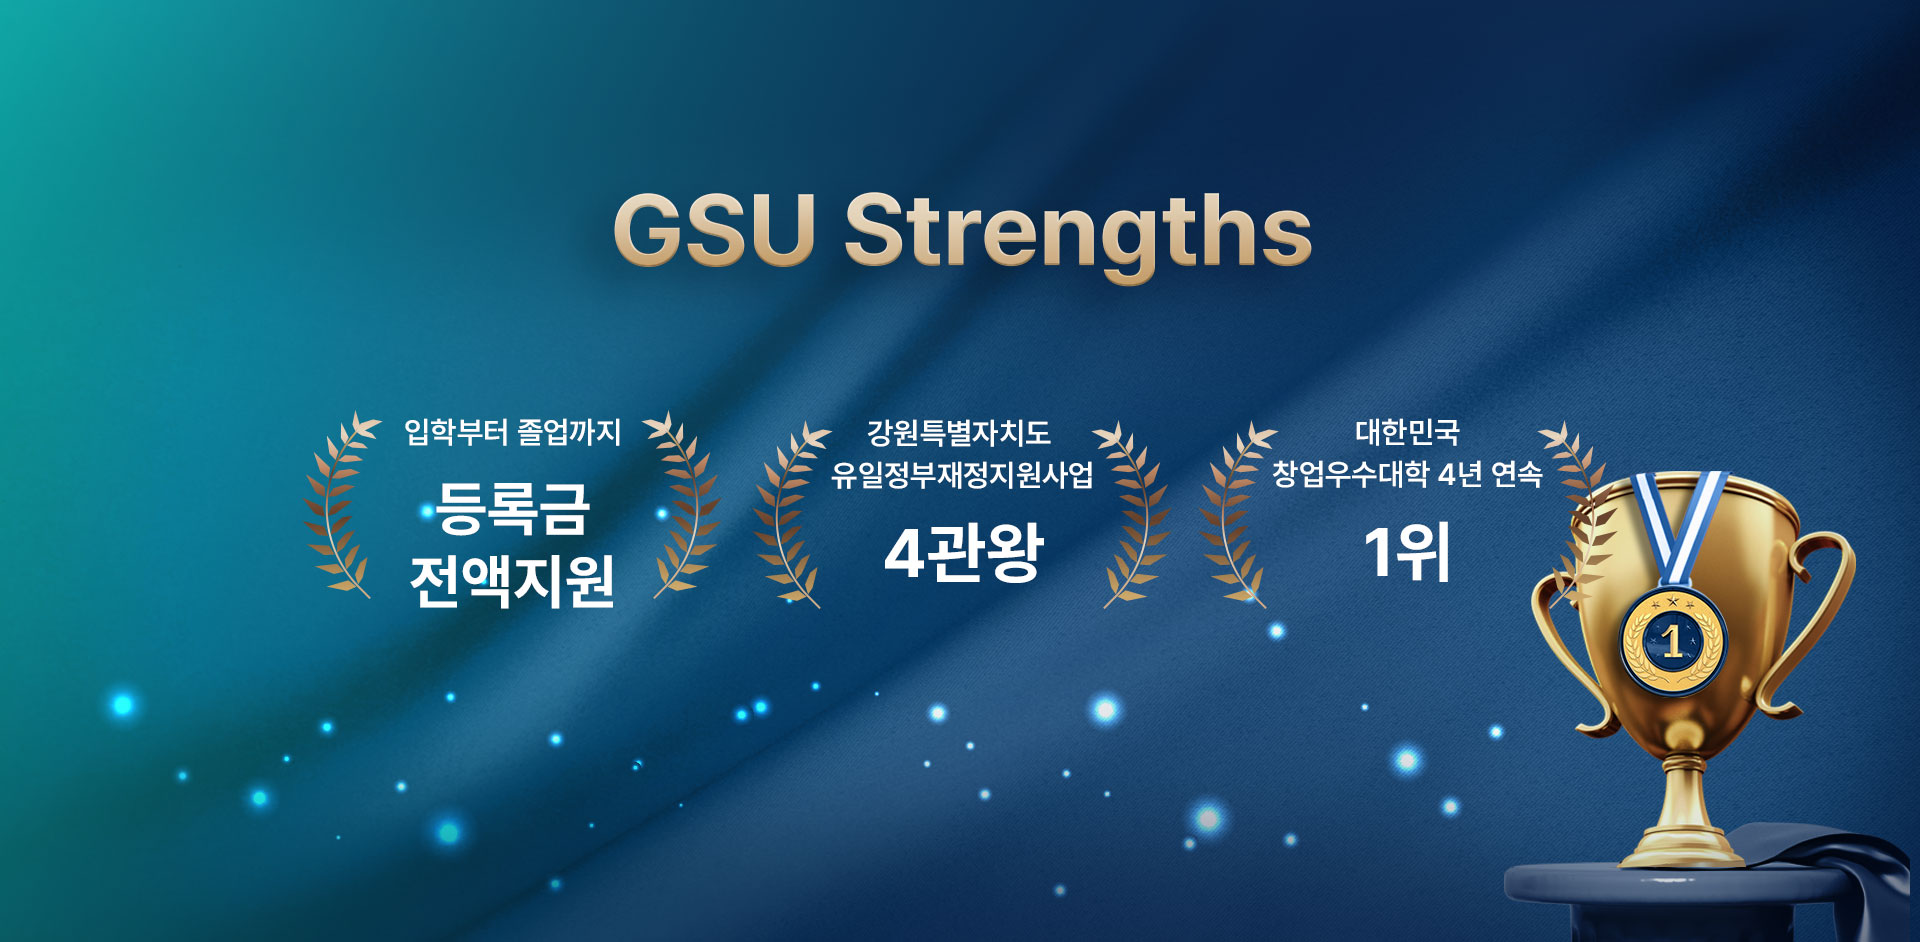 GSU Strengths
입학부터 졸업까지
등록금
전액지원
강원특별자치도
유일정부재정지원사업
4관왕
대한민국
창업우수대학 4년 연속
1위
1